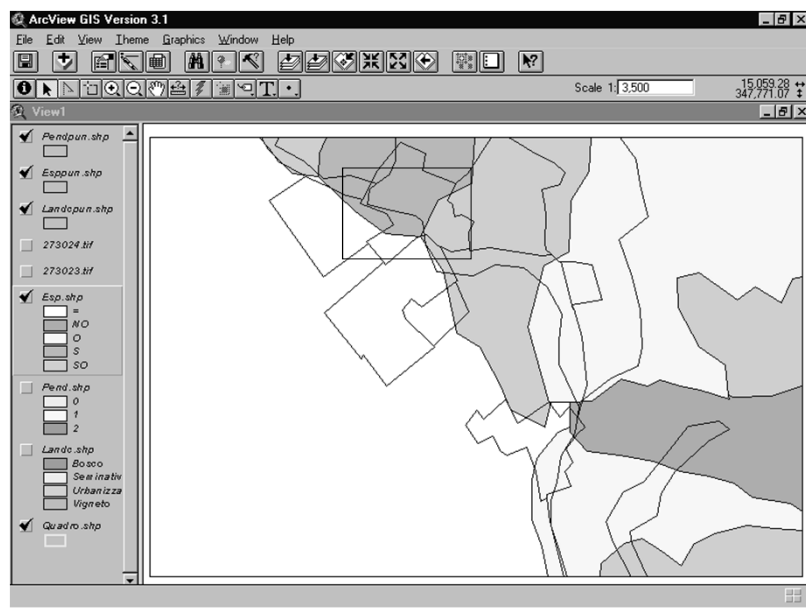 ArcView GIS Version 3.1
File Edit View Theme Graphics Window Help
Scale 1: 3,500
15,059.28
347,771.07
View1
Pendpun.shp
Esppun.shp
Landcpun.shp
273024.tif
273023.tif
Esp.shp
=
NO
O
S
SO
Pend.shp
0
1
2
Landc.shp
Bosco
Seminativ
Urbanizza
Vigneto
Quadro.shp